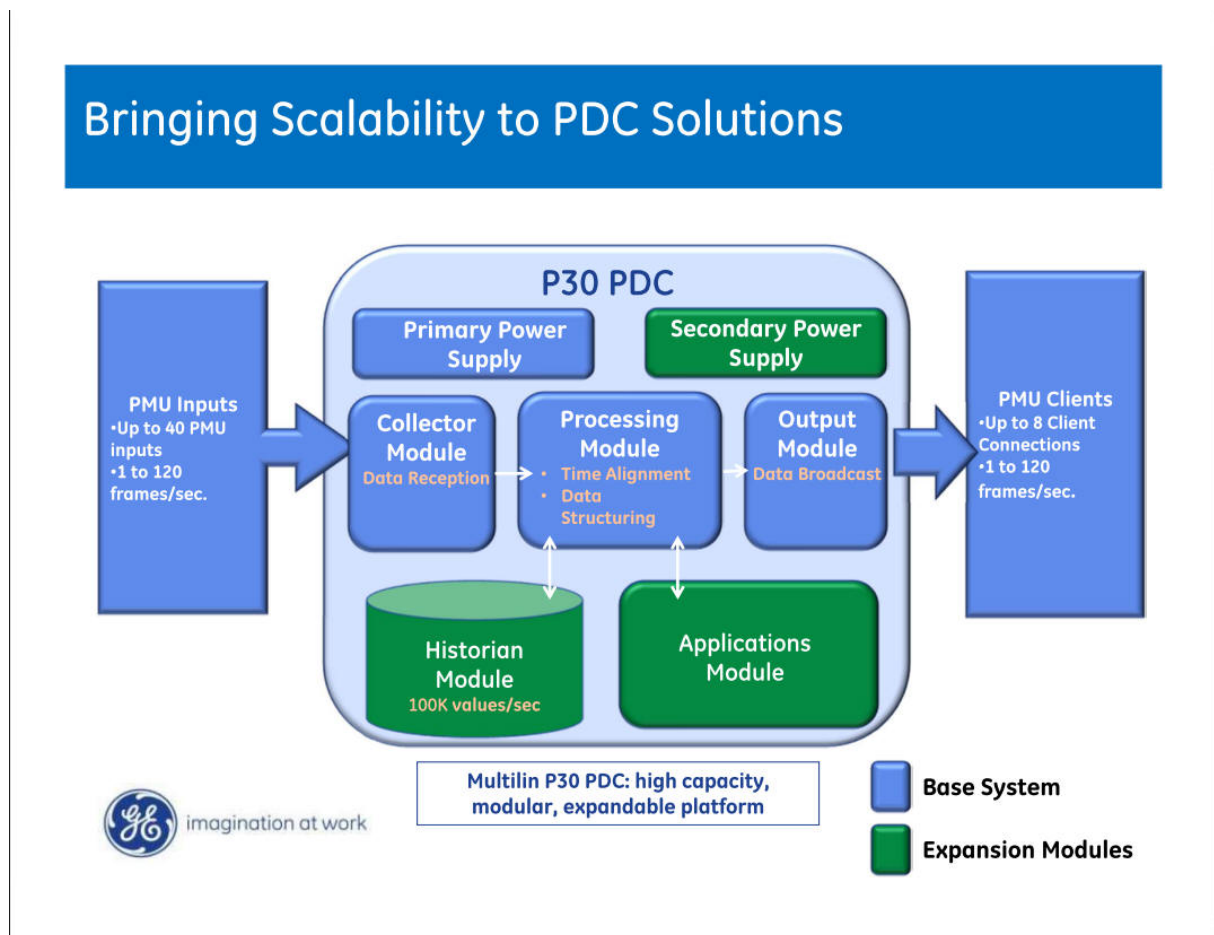 Bringing Scalability to PDC Solutions
P30 PDC
Primary Power
Supply
Secondary Power
Supply
PMU Inputs
•Up to 40 PMU
inputs
•1 to 120
frames/sec.
Collector
Module
Data Reception
Processing
Module
• Time Alignment
• Data
Structuring
Output
Module
Data Broadcast
PMU Clients
•Up to 8 Client
Connections
•1 to 120
frames/sec.
Historian
Module
100K values/sec
Applications
Module
Multilin P30 PDC: high capacity,
modular, expandable platform
Base System
Expansion Modules
GE
imagination at work